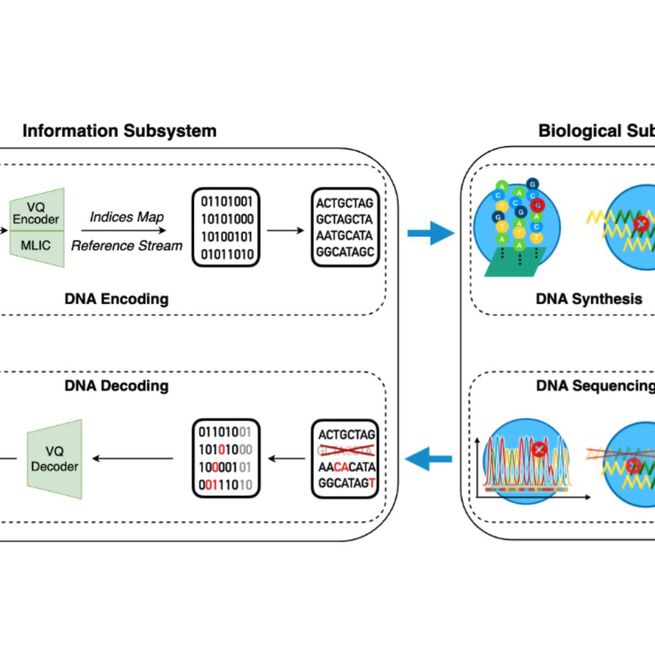 Information Subsystem
Biological Sub
VQ
Encoder
MLIC
Indices Map
Reference Stream
01101001
10101000
10100101
01011010
ACTGCTAG
GCTAGCTA
AATGCATA
GGCATAGC
DNA Encoding
DNA Synthesis
DNA Decoding
DNA Sequencing
VQ
Decoder
01101001
10101000
10000101
00111010
ACTGCTAG
AACACATA
GGCATAGT